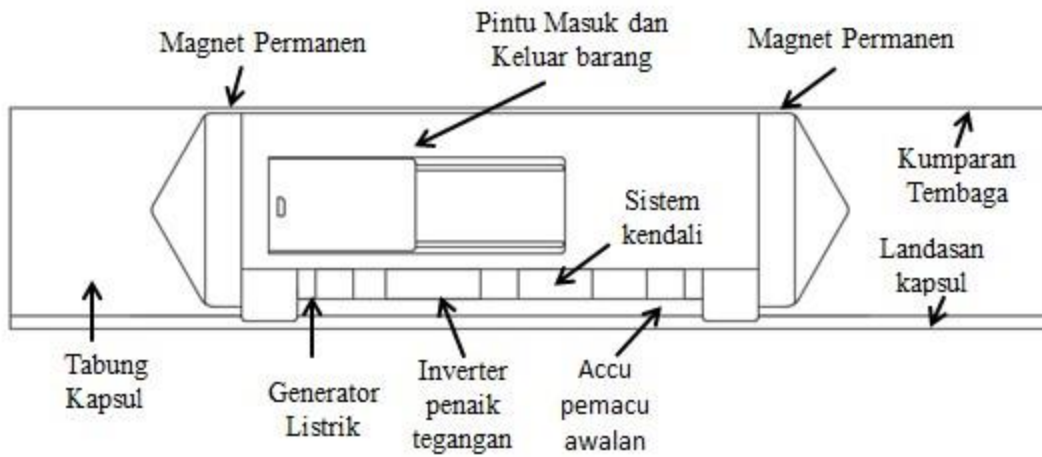 Pintu Masuk dan
Keluar barang
Magnet Permanen
Magnet Permanen
Kumparan
Tembaga
Sistem
kendali
Landasan
kapsul
Tabung
Kapsul
Generator
Listrik
Inverter
penaik
tegangan
Accu
pemacu
awalan